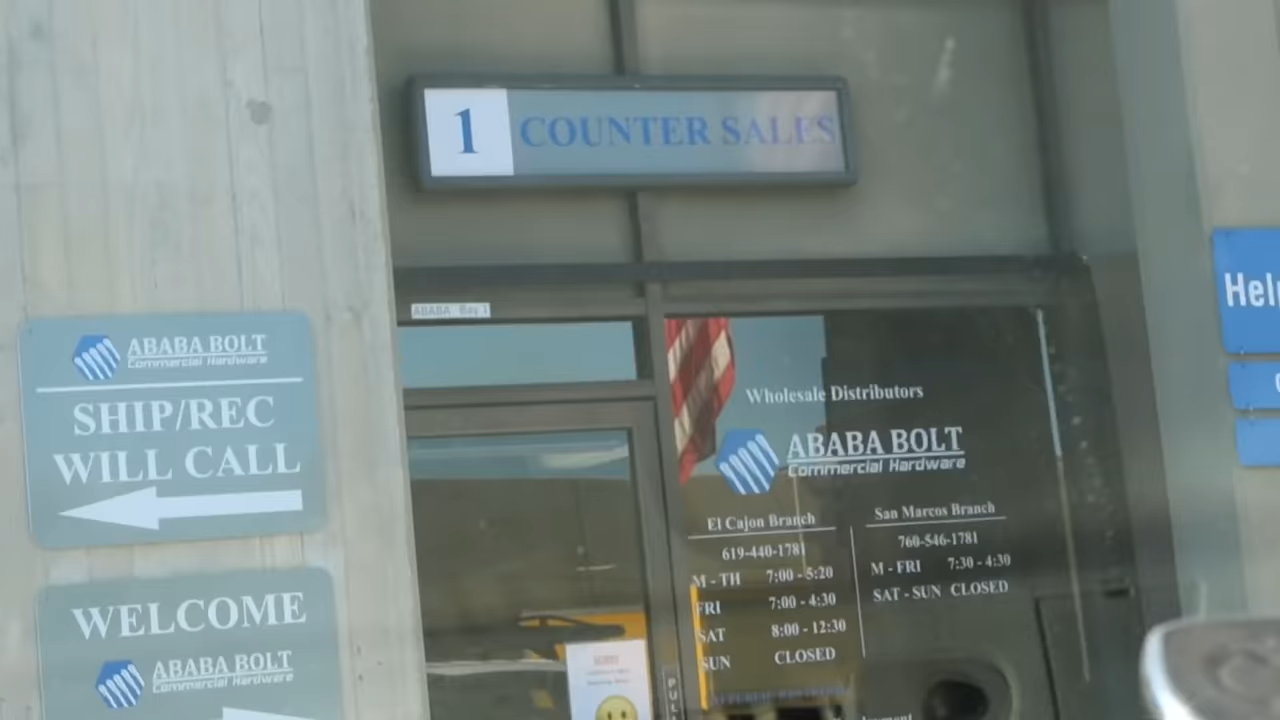 1 COUNTER SALES
ABABA Bay 1
ABABA BOLT
Commercial Hardware
SHIP/REC
WILL CALL
WELCOME
ABABA BOLT
Commercial Hardware
Wholesale Distributors
ABABA BOLT
Commercial Hardware
El Cajon Branch
619-440-1781
M - TH 7:00 - 5:20
FRI 7:00 - 4:30
SAT 8:00 - 12:30
SUN CLOSED
San Marcos Branch
760-546-1781
M - FRI 7:30 - 4:30
SAT - SUN CLOSED
PULL
Hel